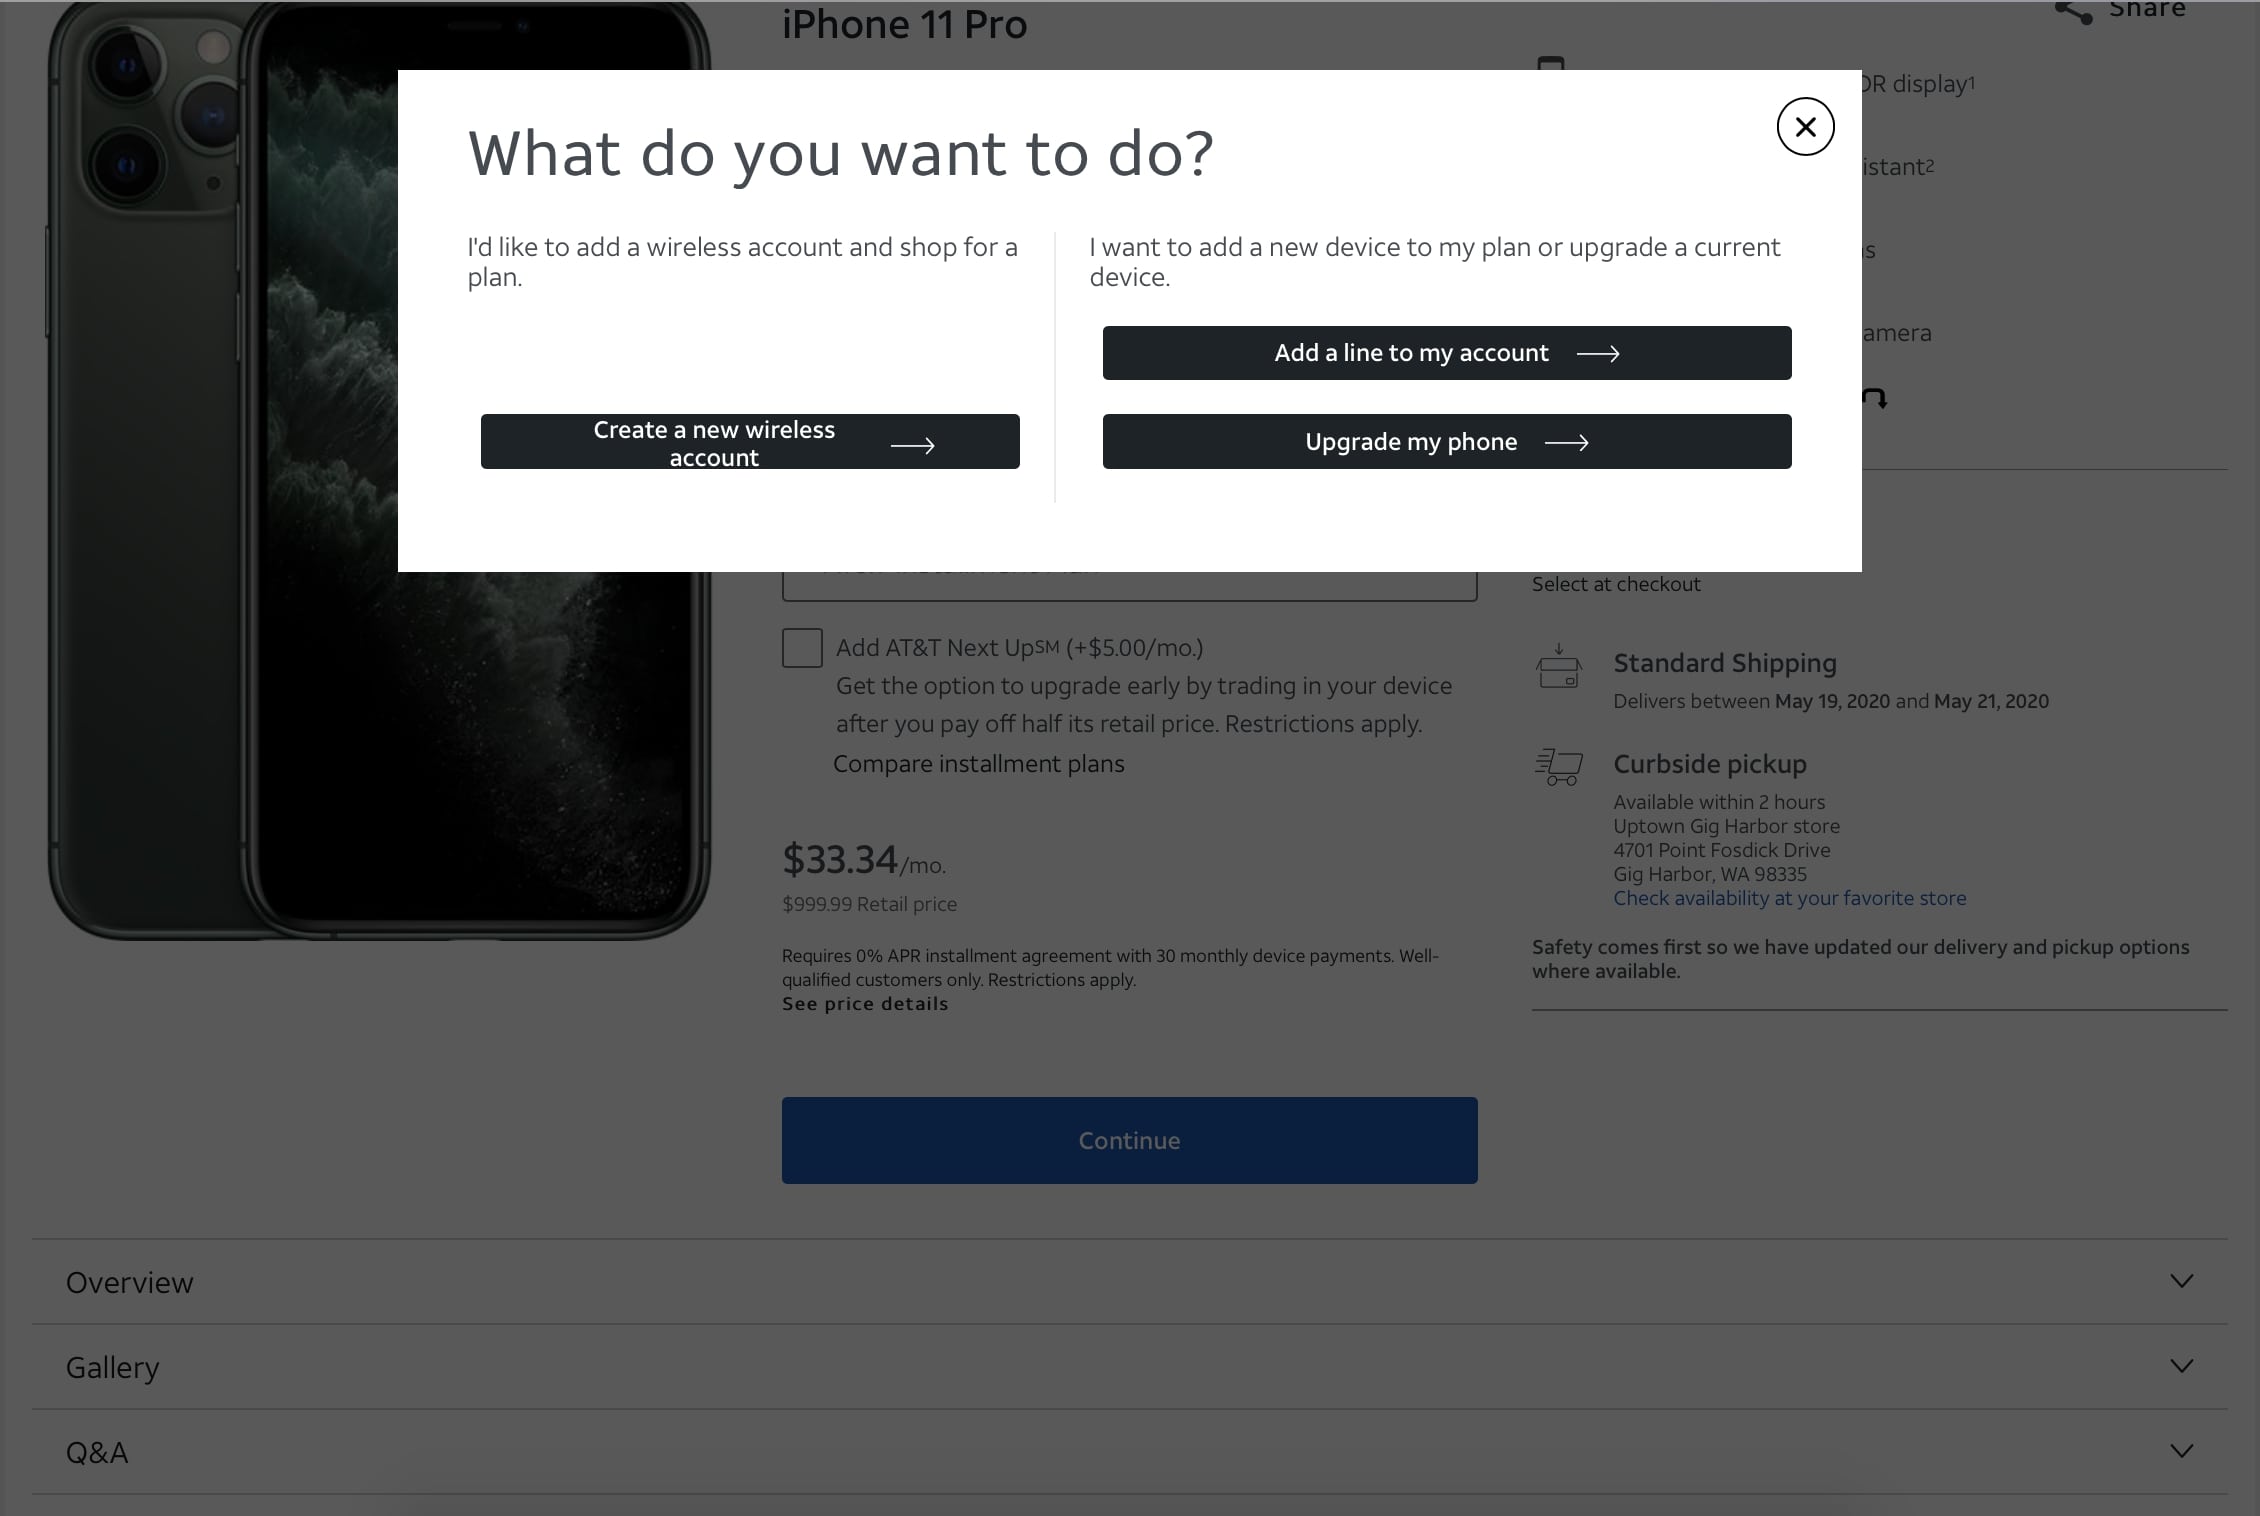 iPhone 11 Pro
Share
DR display1
istant2
amera
What do you want to do?
I'd like to add a wireless account and shop for a
plan.
Create a new wireless
account
I want to add a new device to my plan or upgrade a current
device.
Add a line to my account
Upgrade my phone
Add AT&T Next UpSM (+$5.00/mo.)
Get the option to upgrade early by trading in your device
after you pay off half its retail price. Restrictions apply.
Compare installment plans
$33.34/mo.
$999.99 Retail price
Requires 0% APR installment agreement with 30 monthly device payments. Well-
qualified customers only. Restrictions apply.
See price details
Continue
Select at checkout
Standard Shipping
Delivers between May 19, 2020 and May 21, 2020
Curbside pickup
Available within 2 hours
Uptown Gig Harbor store
4701 Point Fosdick Drive
Gig Harbor, WA 98335
Check availability at your favorite store
Safety comes first so we have updated our delivery and pickup options
where available.
Overview
Gallery
Q&A